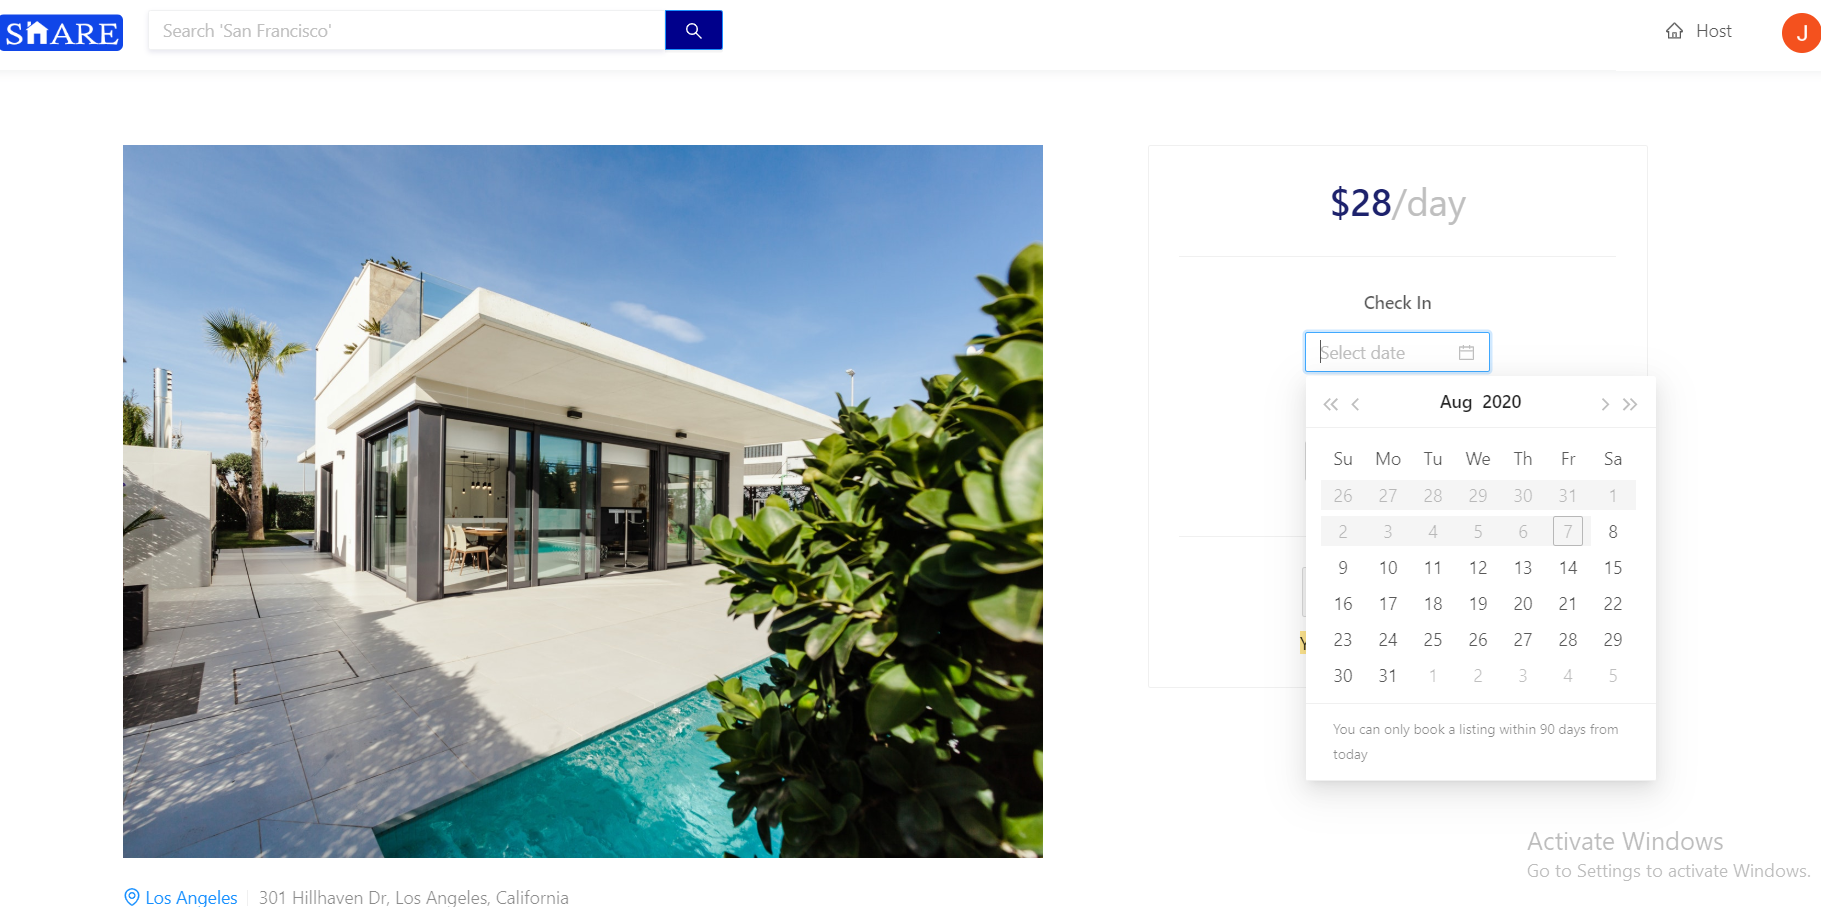 SHARE
Search 'San Francisco'
Host
J
$28/day
Check In
Select date
Aug 2020
Su Mo Tu We Th Fr Sa
26 27 28 29 30 31 1
2 3 4 5 6 7 8
9 10 11 12 13 14 15
16 17 18 19 20 21 22
23 24 25 26 27 28 29
30 31 1 2 3 4 5
You can only book a listing within 90 days from
today
Activate Windows
Go to Settings to activate Windows.
Los Angeles 301 Hillhaven Dr, Los Angeles, California